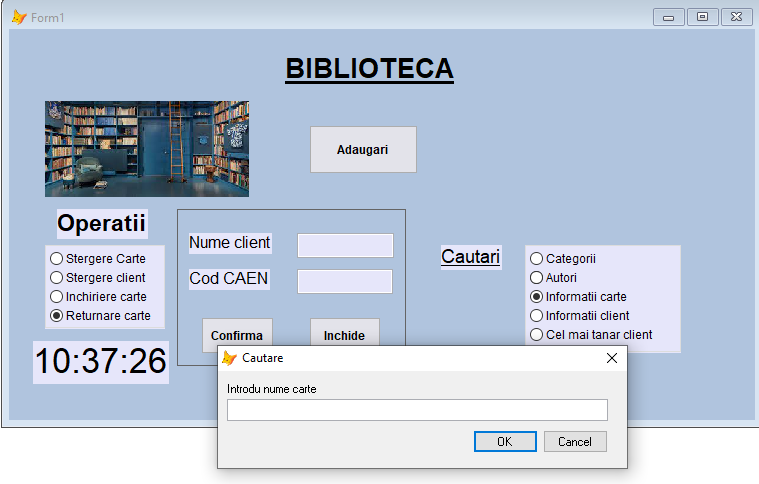 Form1
BIBLIOTECA
Adaugari
Operatii
Stergere Carte
Stergere client
Inchiriere carte
Returnare carte
10:37:26
Nume client
Cod CAEN
Confirma
Inchide
Cautari
Categorii
Autori
Informatii carte
Informatii client
Cel mai tanar client
Cautare
Introdu nume carte
OK
Cancel